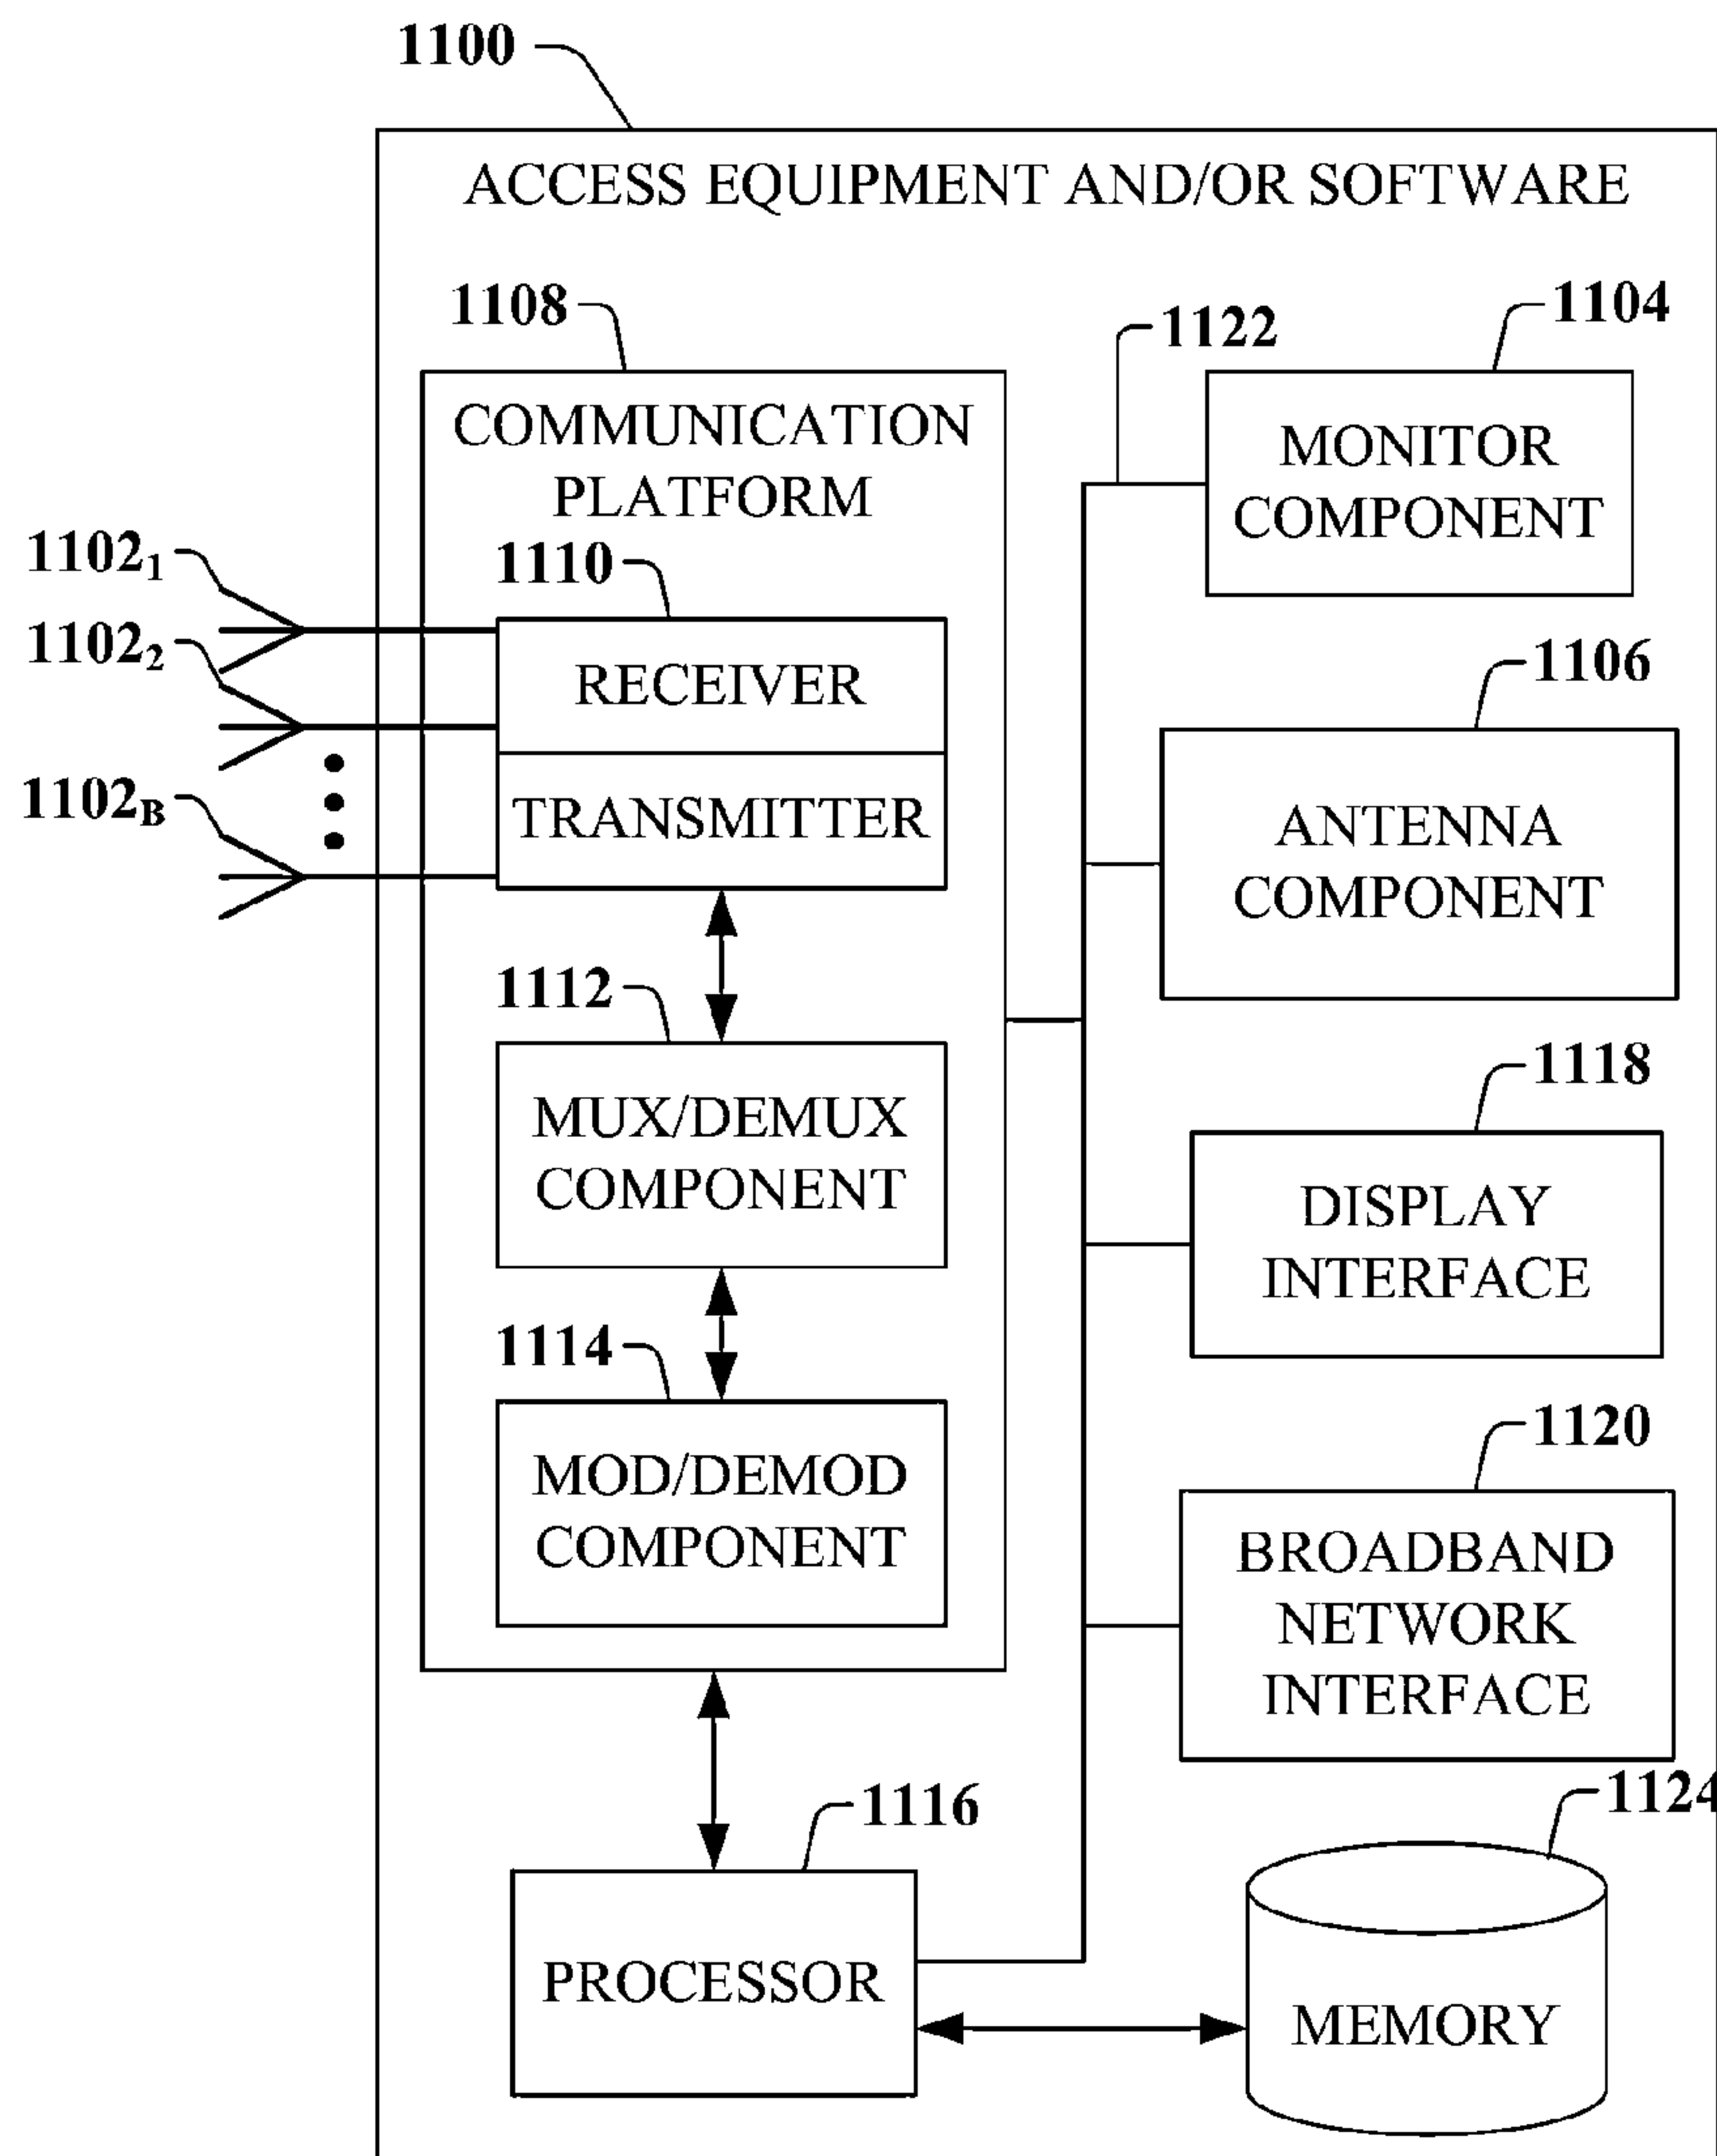 1100
ACCESS EQUIPMENT AND/OR SOFTWARE
1108
1122
1104
COMMUNICATION
PLATFORM
MONITOR
COMPONENT
1102₁
1110
1102₂
RECEIVER
1106
1102B
TRANSMITTER
ANTENNA
COMPONENT
1112
MUX/DEMUX
COMPONENT
1118
DISPLAY
INTERFACE
1114
MOD/DEMOD
COMPONENT
1120
BROADBAND
NETWORK
INTERFACE
1116
PROCESSOR
1124
MEMORY